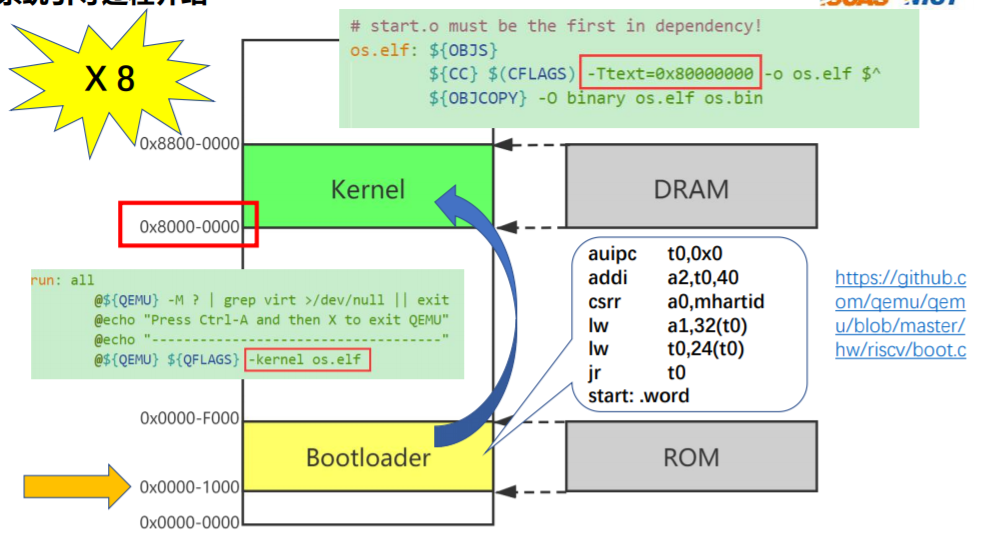 X 8
# start.o must be the first in dependency!
os.elf: ${OBJS}
${CC} $(CFLAGS) -Ttext=0x80000000 -o os.elf $^
${OBJCOPY} -O binary os.elf os.bin
0x8800-0000
Kernel
DRAM
0x8000-0000
run: all
@${QEMU} -M ? | grep virt >/dev/null || exit
@echo "Press Ctrl-A and then X to exit QEMU"
@echo "------------------------------------"
@${QEMU} ${QFLAGS} -kernel os.elf
auipc t0,0x0
addi a2,t0,40
csrr a0,mhartid
lw a1,32(t0)
lw t0,24(t0)
jr t0
start: .word
https://github.c
om/qemu/qem
u/blob/master/
hw/riscv/boot.c
0x0000-F000
Bootloader
ROM
0x0000-1000
0x0000-0000